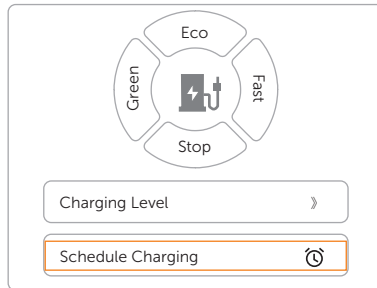 Eco
Green
Fast
Stop
Charging Level
Schedule Charging